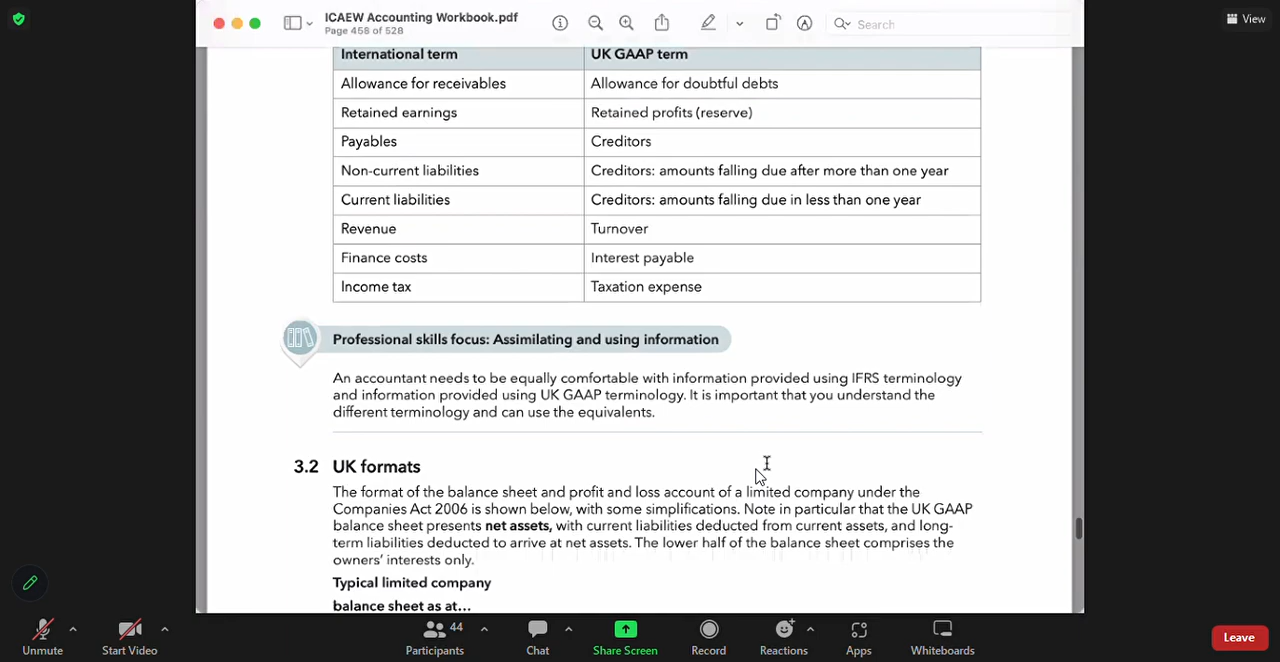 ICAEW Accounting Workbook.pdf
Page 458 of 528
Search
View
International term UK GAAP term
Allowance for receivables Allowance for doubtful debts
Retained earnings Retained profits (reserve)
Payables Creditors
Non-current liabilities Creditors: amounts falling due after more than one year
Current liabilities Creditors: amounts falling due in less than one year
Revenue Turnover
Finance costs Interest payable
Income tax Taxation expense
Professional skills focus: Assimilating and using information
An accountant needs to be equally comfortable with information provided using IFRS terminology
and information provided using UK GAAP terminology. It is important that you understand the
different terminology and can use the equivalents.
3.2 UK formats
The format of the balance sheet and profit and loss account of a limited company under the
Companies Act 2006 is shown below, with some simplifications. Note in particular that the UK GAAP
balance sheet presents net assets, with current liabilities deducted from current assets, and long-
term liabilities deducted to arrive at net assets. The lower half of the balance sheet comprises the
owners' interests only.
Typical limited company
balance sheet as at...
Unmute
Start Video
Participants 44
Chat
Share Screen
Record
Reactions
Apps
Whiteboards
Leave